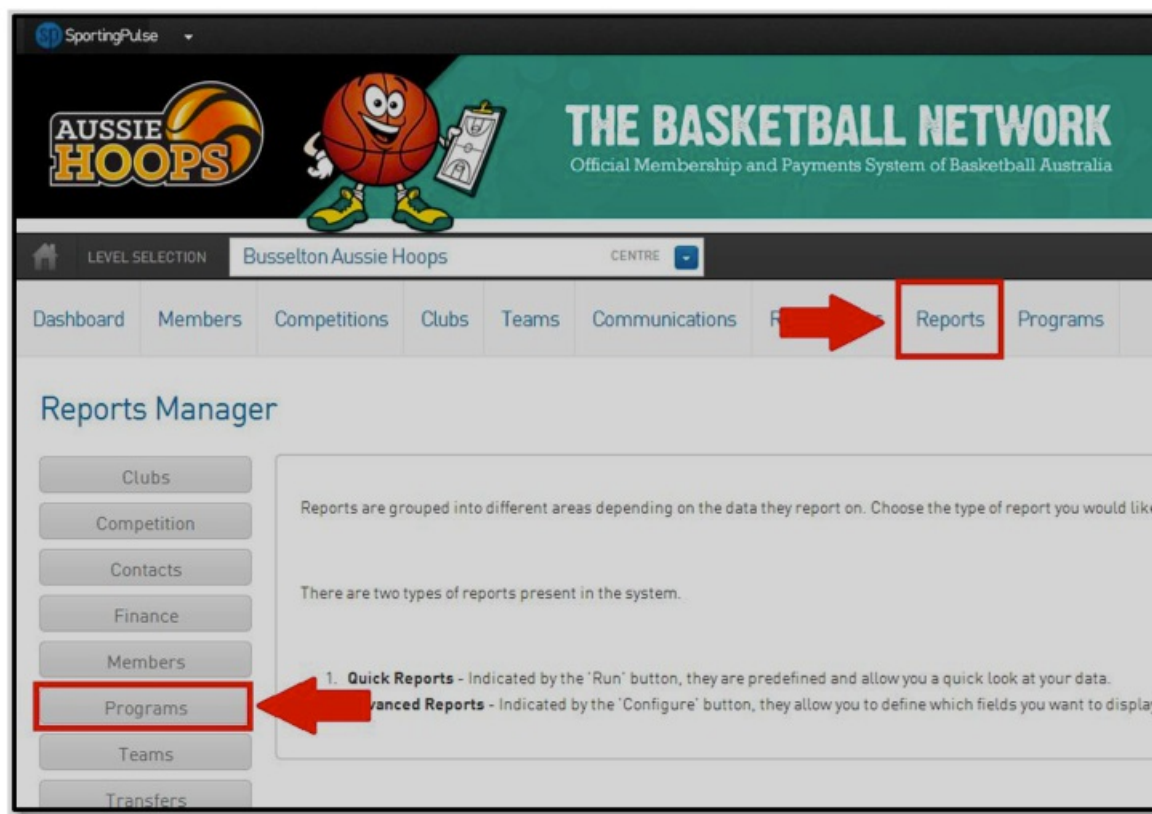 SportingPulse
AUSSIE
HOOPS
THE BASKETBALL NETWORK
Official Membership and Payments System of Basketball Australia
LEVEL SELECTION Busselton Aussie Hoops CENTRE
Dashboard Members Competitions Clubs Teams Communications Reports Programs
Reports Manager
Clubs
Competition
Contacts
Finance
Members
Programs
Teams
Transfers
Reports are grouped into different areas depending on the data they report on. Choose the type of report you would like
There are two types of reports present in the system.
1. Quick Reports - Indicated by the 'Run' button, they are predefined and allow you a quick look at your data.
Reports - Indicated by the 'Configure' button, they allow you to define which fields you want to display